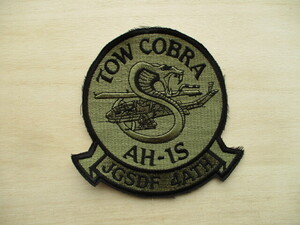 TOW COBRA
AH-1S
JGSDF 4ATH